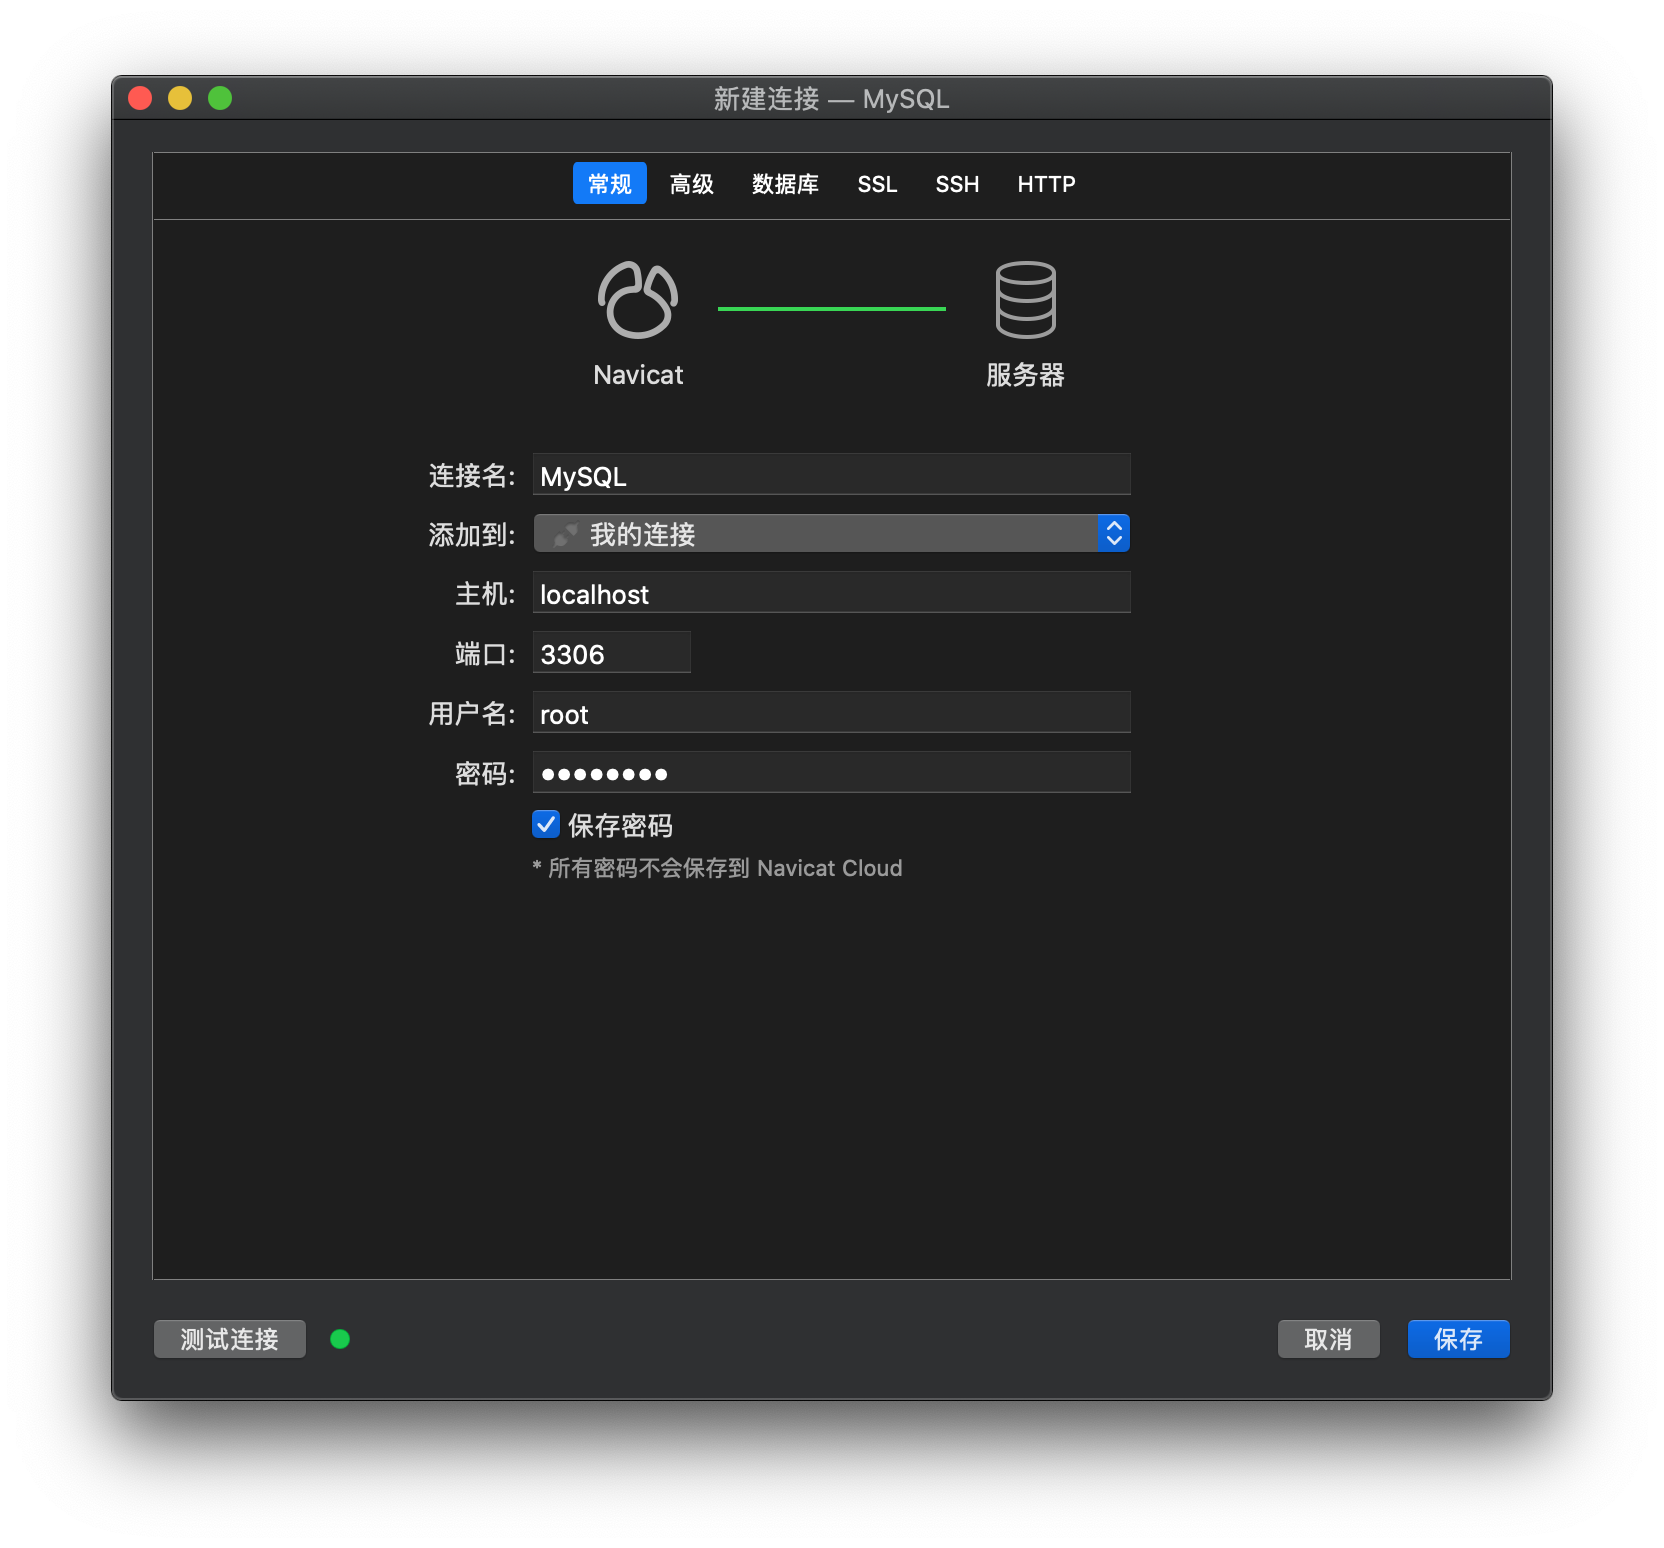 新建连接 — MySQL
常规 高级 数据库 SSL SSH HTTP
Navicat 服务器
连接名: MySQL
添加到: 我的连接
主机: localhost
端口: 3306
用户名: root
密码: ●●●●●●●●
保存密码
* 所有密码不会保存到 Navicat Cloud
测试连接 取消 保存